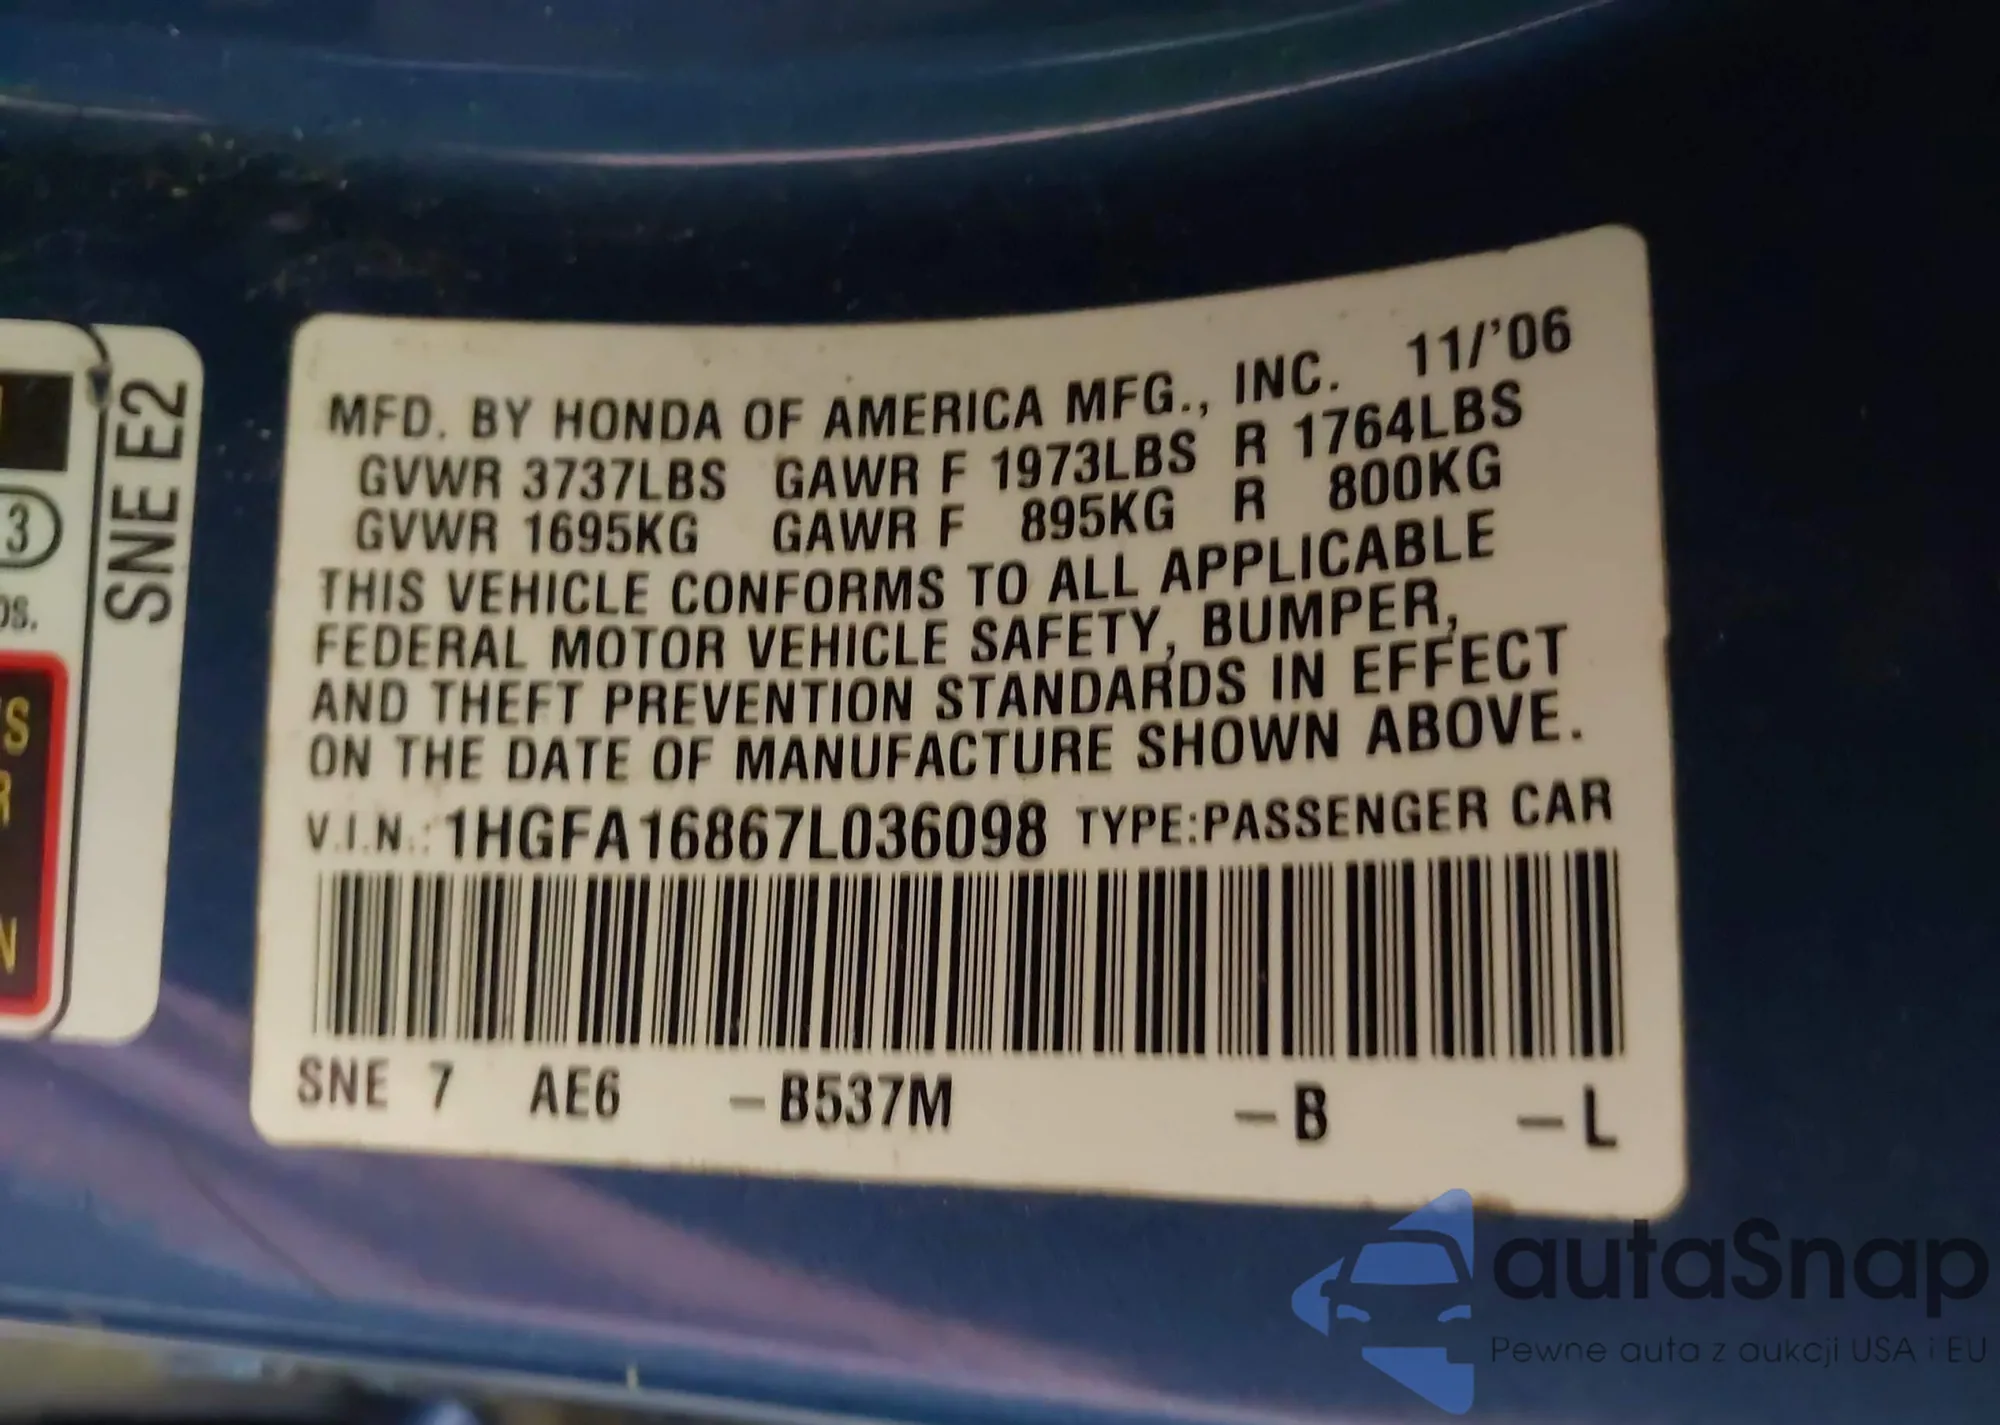 3
OS.
S
R
N
SNE E2
MFD. BY HONDA OF AMERICA MFG., INC. 11/'06
GVWR 3737LBS GAWR F 1973LBS R 1764LBS
GVWR 1695KG GAWR F 895KG R 800KG
THIS VEHICLE CONFORMS TO ALL APPLICABLE
FEDERAL MOTOR VEHICLE SAFETY, BUMPER,
AND THEFT PREVENTION STANDARDS IN EFFECT
ON THE DATE OF MANUFACTURE SHOWN ABOVE.
V.I.N.: 1HGFA16867L036098 TYPE:PASSENGER CAR
SNE 7 AE6 –B537M –B –L
autaSnap
Pewne auta z aukcji USA i EU